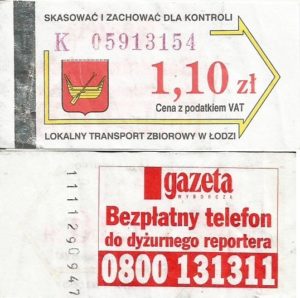 SKASOWAĆ I ZACHOWAĆ DLA KONTROLI
K 05913154
1,10 zł
Cena z podatkiem VAT
LOKALNY TRANSPORT ZBIOROWY W ŁODZI
gazeta
WYBORCZA
Bezpłatny telefon
do dyżurnego reportera
0800 131311
1111290947